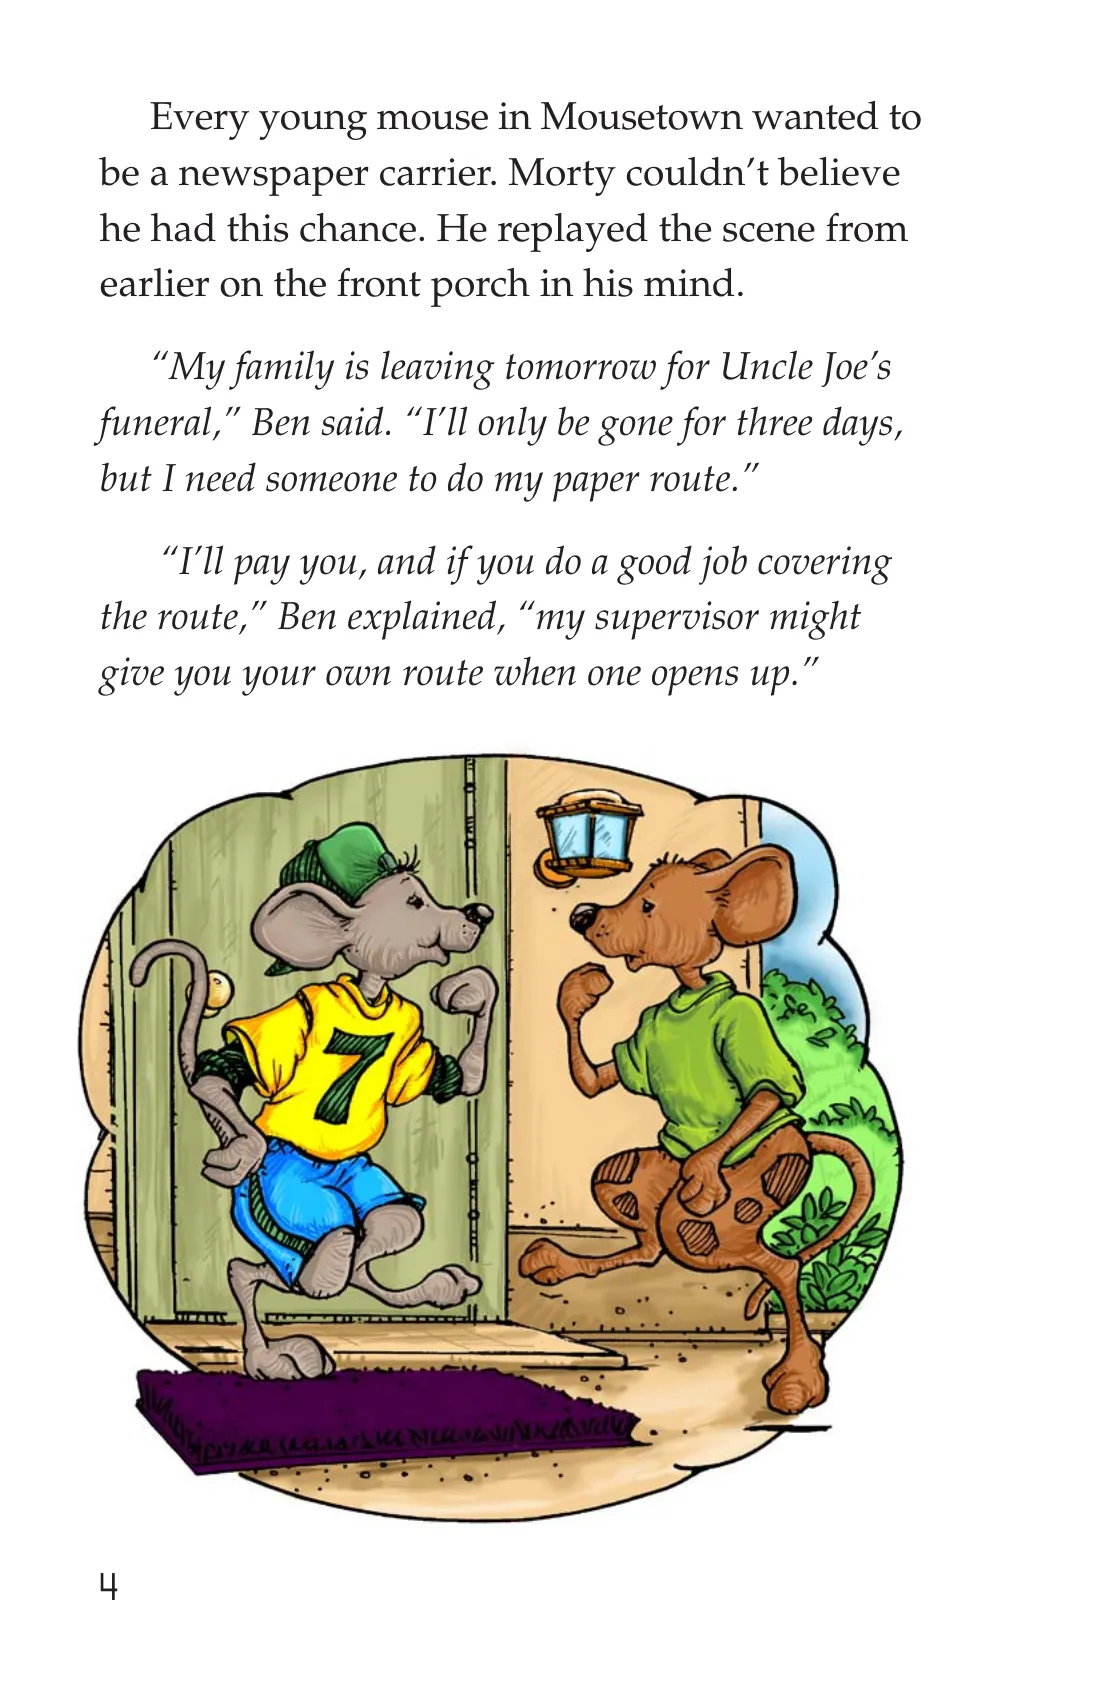 Every young mouse in Mousetown wanted to
be a newspaper carrier. Morty couldn’t believe
he had this chance. He replayed the scene from
earlier on the front porch in his mind.
“My family is leaving tomorrow for Uncle Joe’s
funeral,” Ben said. “I’ll only be gone for three days,
but I need someone to do my paper route.”
“I’ll pay you, and if you do a good job covering
the route,” Ben explained, “my supervisor might
give you your own route when one opens up.”
7
4